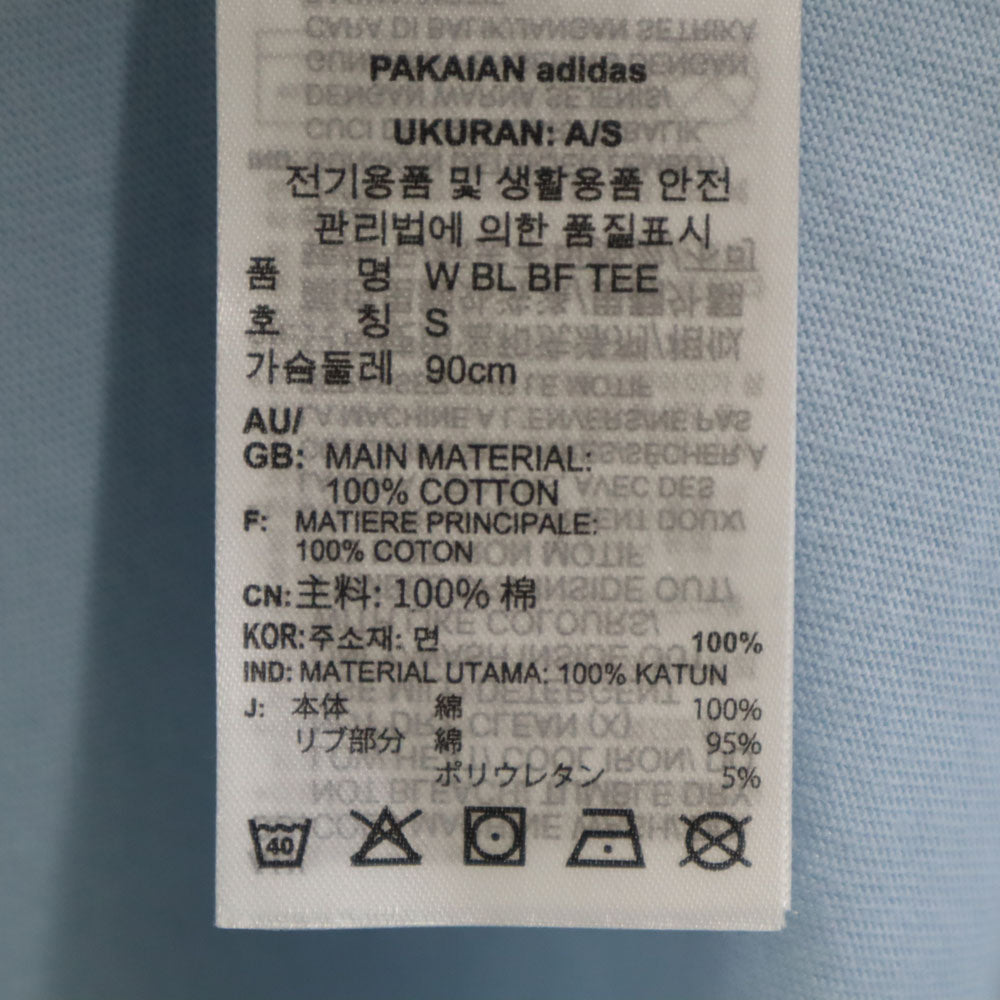 PAKAIAN adidas
UKURAN: A/S
전기용품 및 생활용품 안전
관리법에 의한 품질표시
품 명 W BL BF TEE
호 칭 S
가슴둘레 90cm
AU/
GB: MAIN MATERIAL:
100% COTTON
F: MATIERE PRINCIPALE:
100% COTON
CN: 主料: 100% 棉
KOR: 주소재: 면 100%
IND: MATERIAL UTAMA: 100% KATUN
J: 本体 綿 100%
リブ部分 綿 95%
ポリウレタン 5%
40